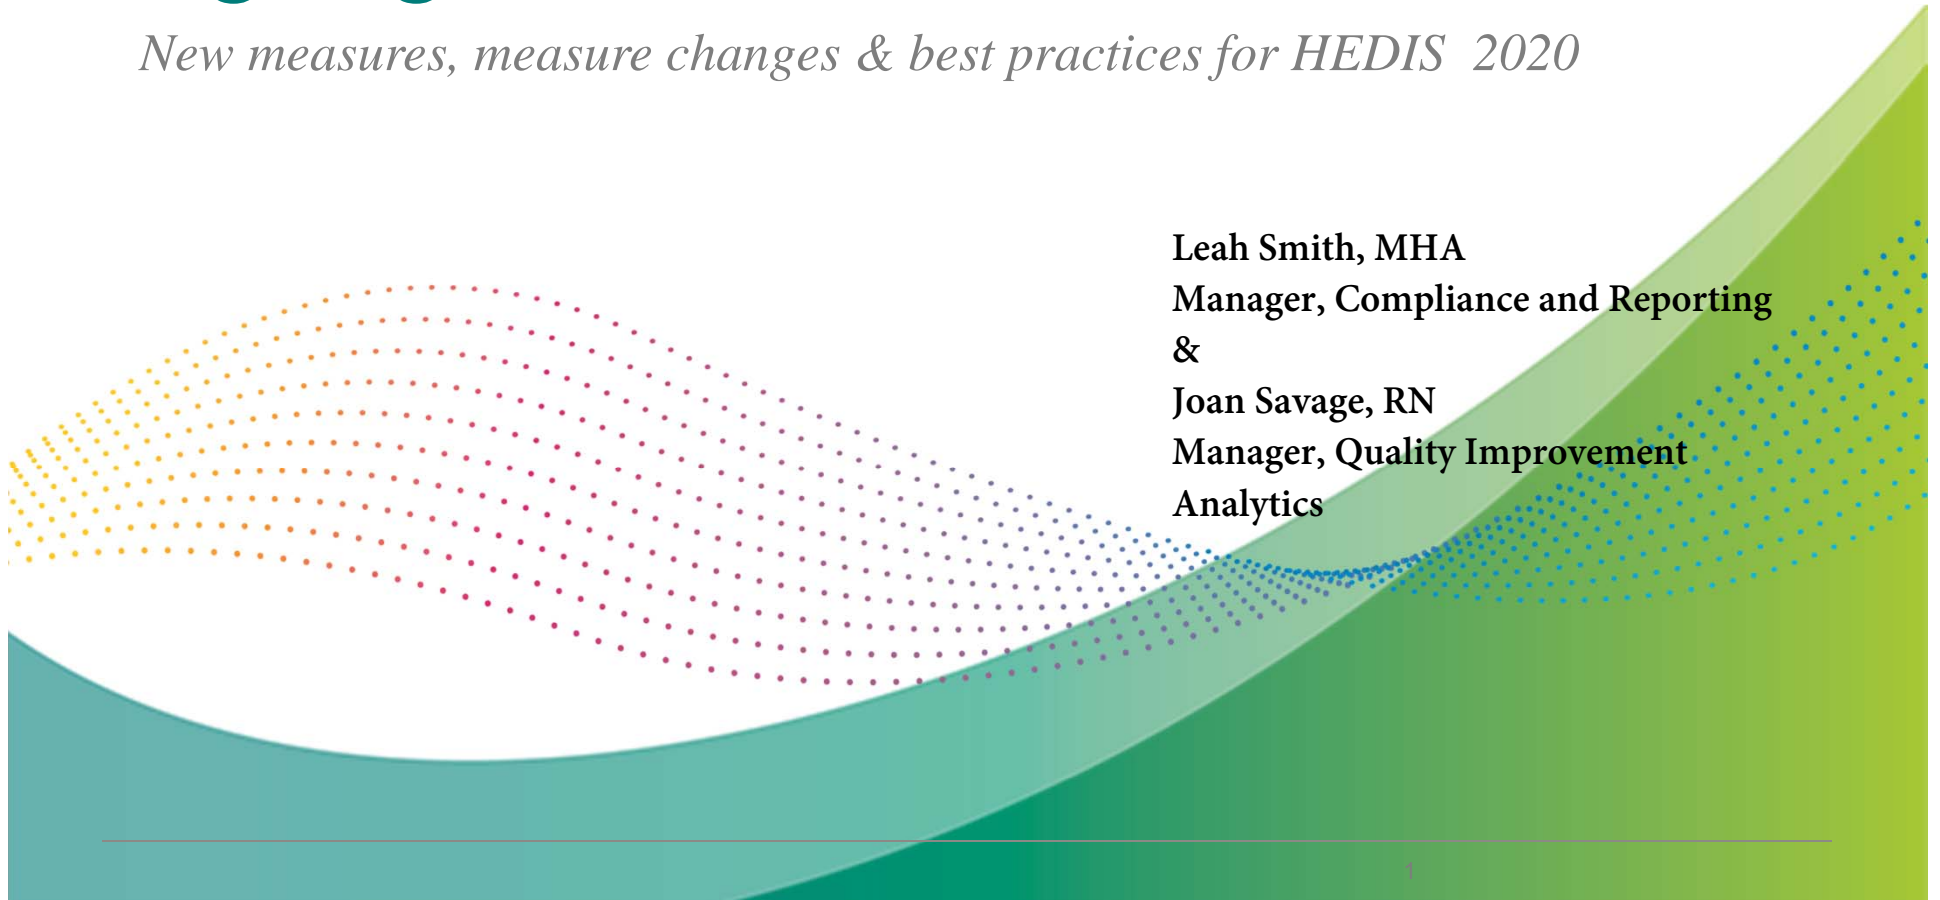 New measures, measure changes & best practices for HEDIS 2020
Leah Smith, MHA
Manager, Compliance and Reporting
&
Joan Savage, RN
Manager, Quality Improvement
Analytics
1